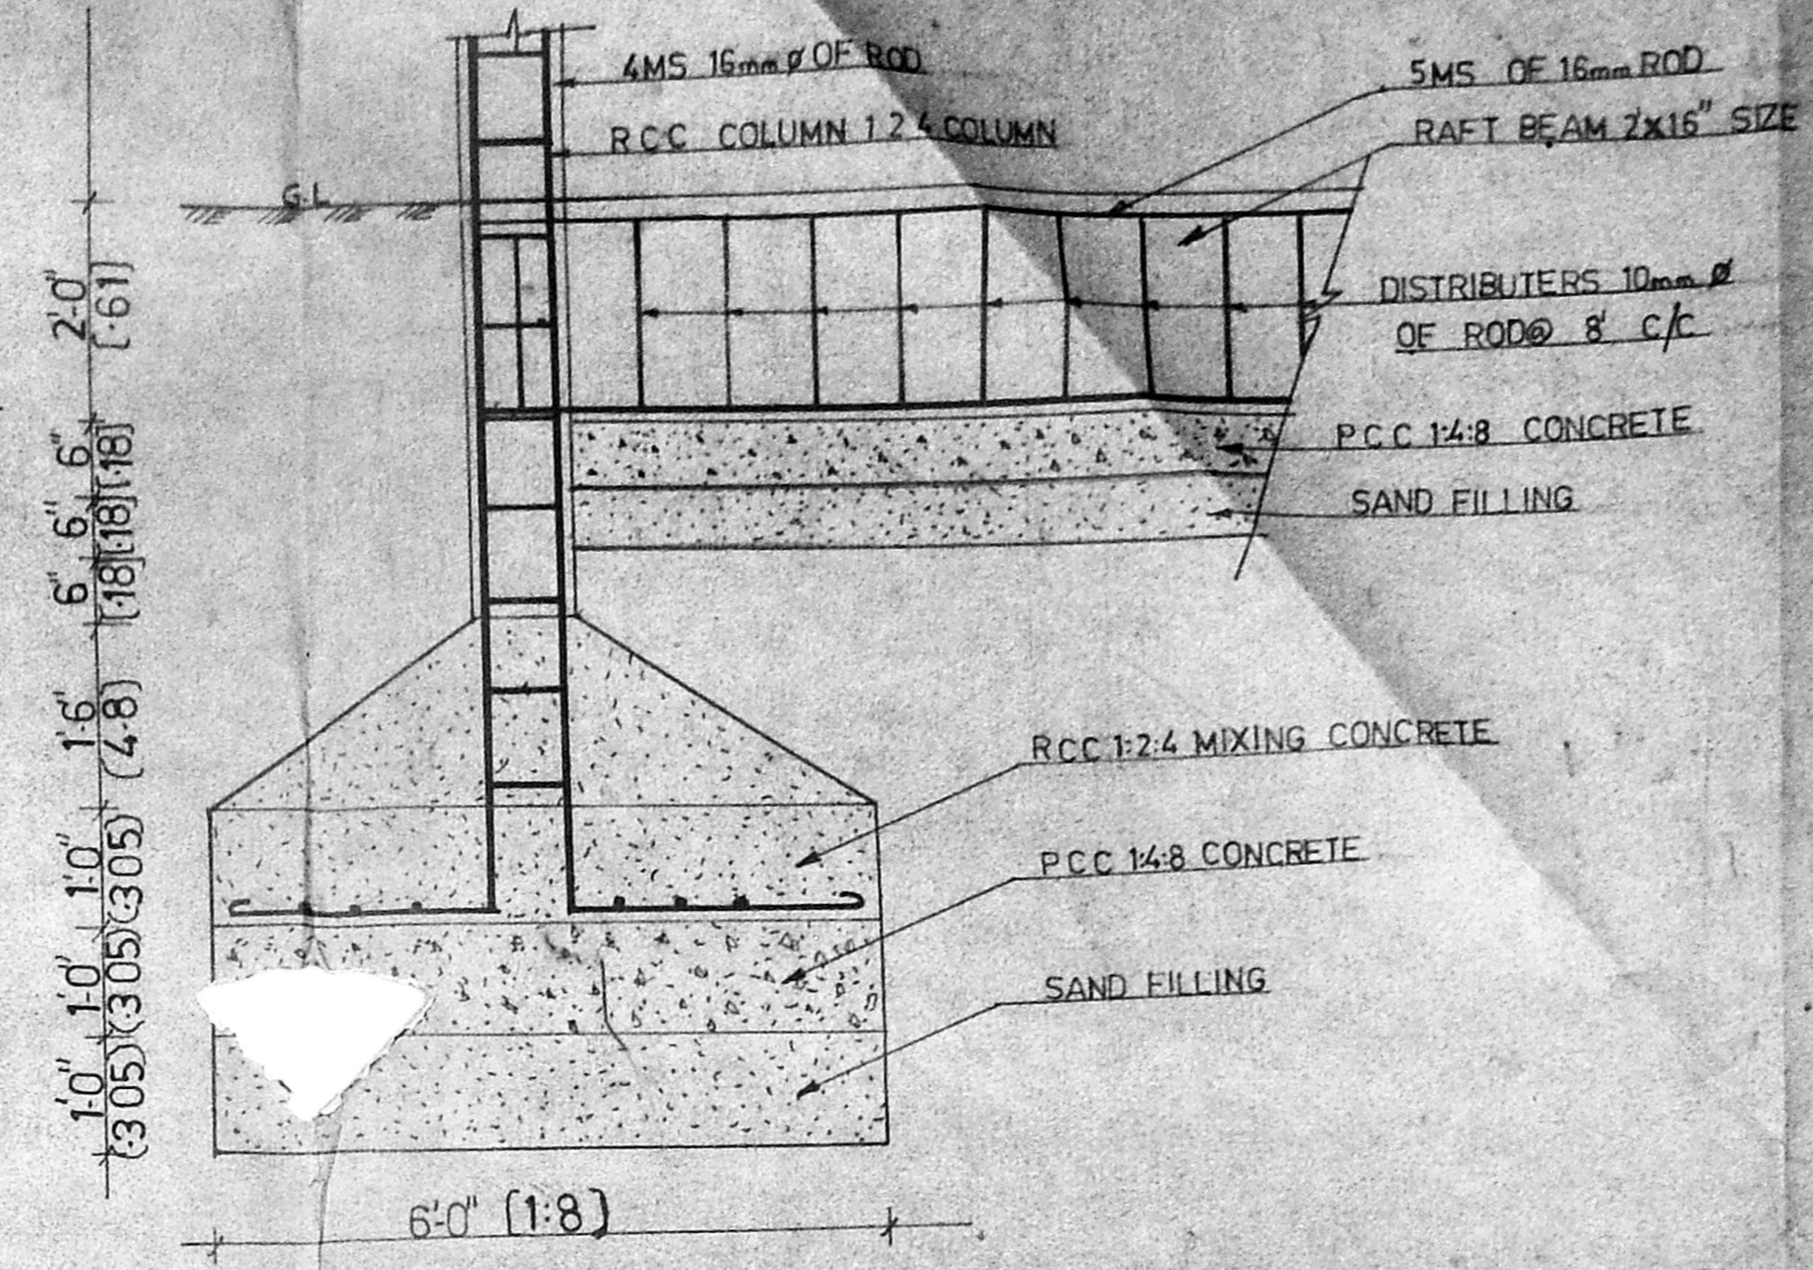 4MS 16mm Ø OF ROD
RCC COLUMN 1 2 4 COLUMN
5MS OF 16mm ROD
RAFT BEAM 2'X16" SIZE
G.L
DISTRIBUTERS 10mm Ø
OF ROD@ 8' C/C
PCC 1:4:8 CONCRETE
SAND FILLING
RCC 1:2:4 MIXING CONCRETE
PCC 1:4:8 CONCRETE
SAND FILLING
2'-0"
(.61)
6"
(.18)
6"
(.18)
6"
(.18)
1'-6"
(4.8)
1'-0"
(.305)
1'-0"
(.305)
1'-0"
(.305)
6'-0" (1:8)